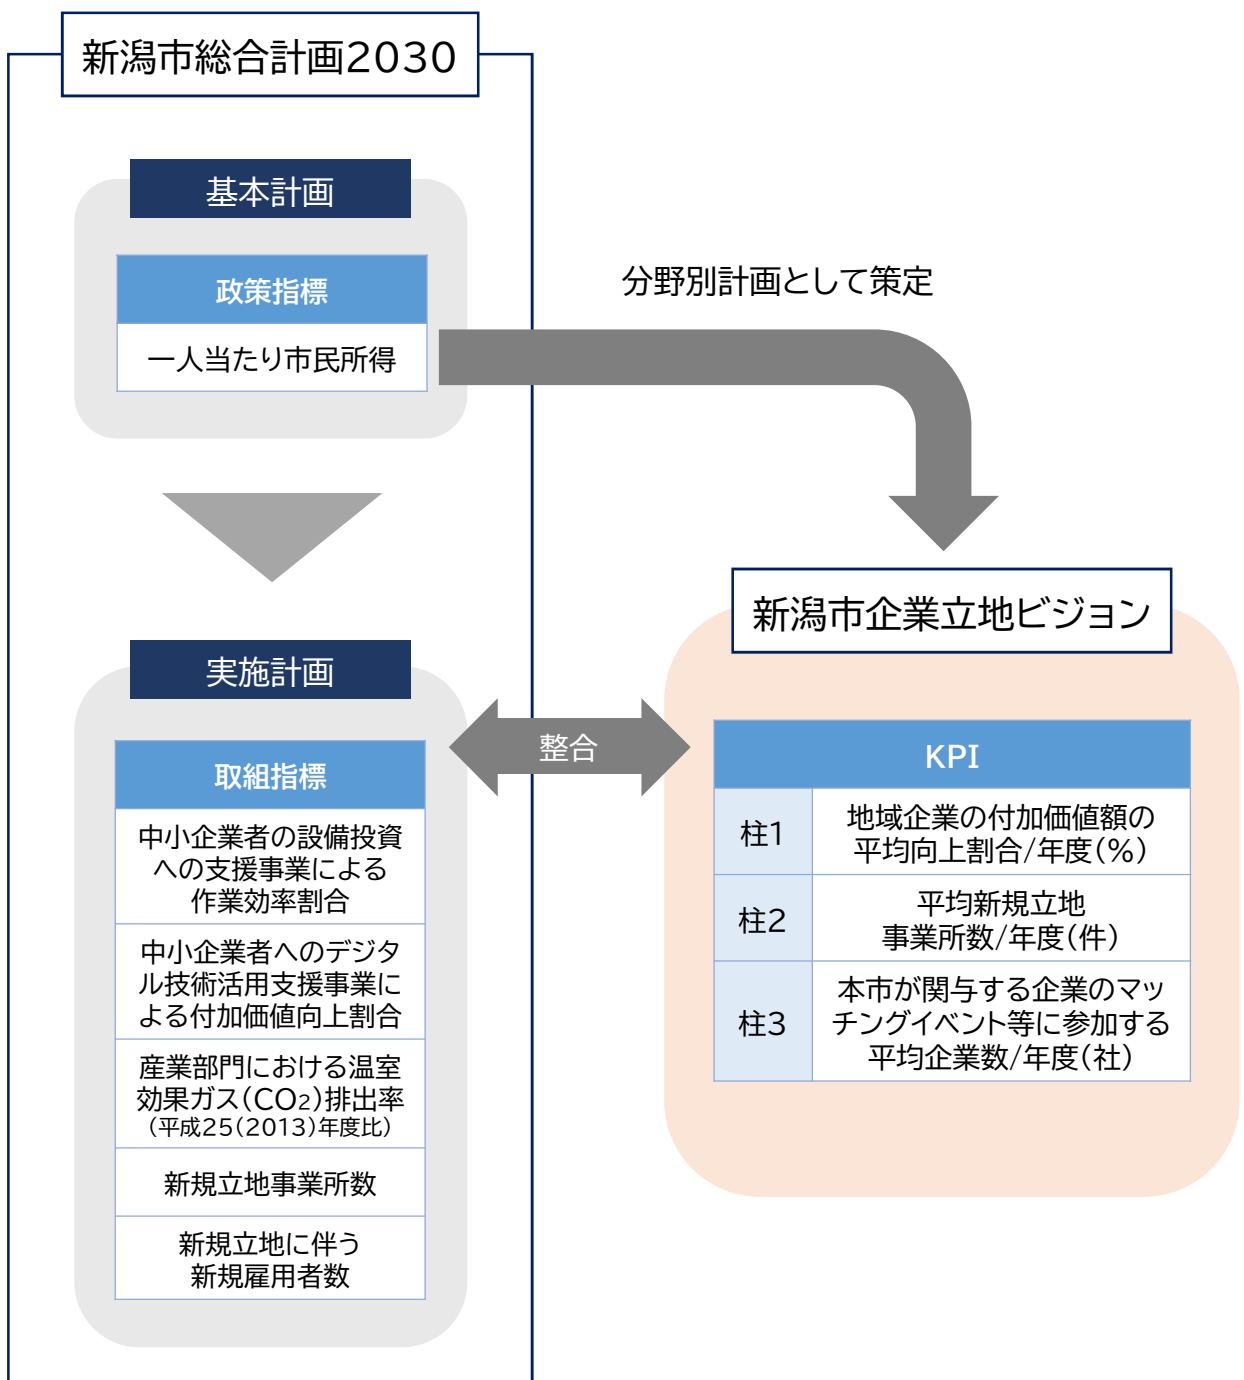 新潟市総合計画2030
基本計画
政策指標
一人当たり市民所得
分野別計画として策定
実施計画
取組指標
中小企業者の設備投資
への支援事業による
作業効率割合
中小企業者へのデジタ
ル技術活用支援事業に
よる付加価値向上割合
産業部門における温室
効果ガス(CO₂)排出率
(平成25(2013)年度比)
新規立地事業所数
新規立地に伴う
新規雇用者数
整合
新潟市企業立地ビジョン
KPI
柱1
地域企業の付加価値額の
平均向上割合/年度(%)
柱2
平均新規立地
事業所数/年度(件)
柱3
本市が関与する企業のマッ
チングイベント等に参加する
平均企業数/年度(社)